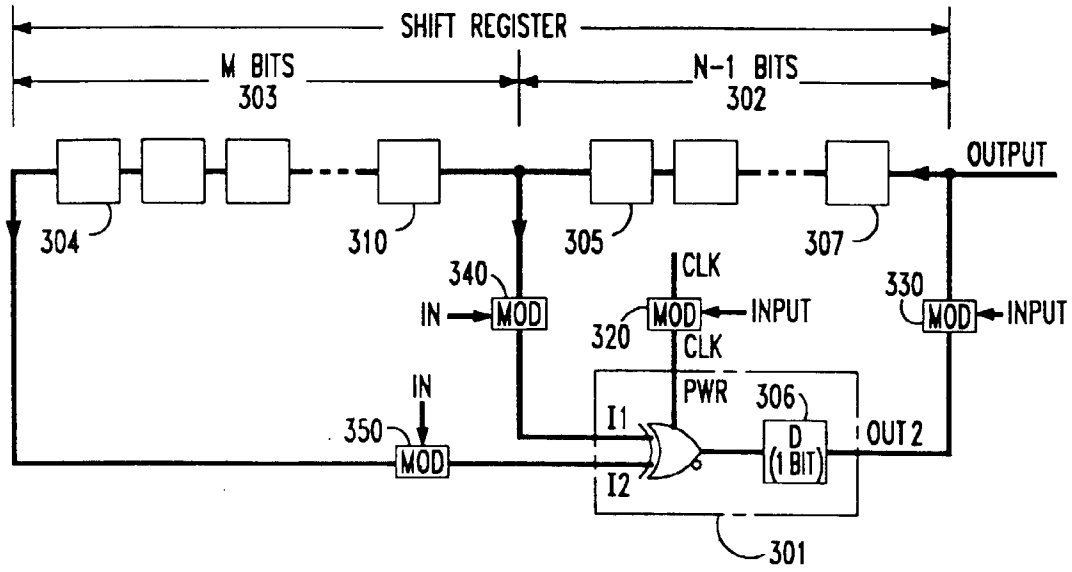 SHIFT REGISTER
M BITS
303
N-1 BITS
302
OUTPUT
304
310
305
307
340
CLK
330
IN
MOD
320
MOD
INPUT
MOD
INPUT
CLK
IN
PWR
306
350
I1
D
(1 BIT)
OUT 2
MOD
I2
301